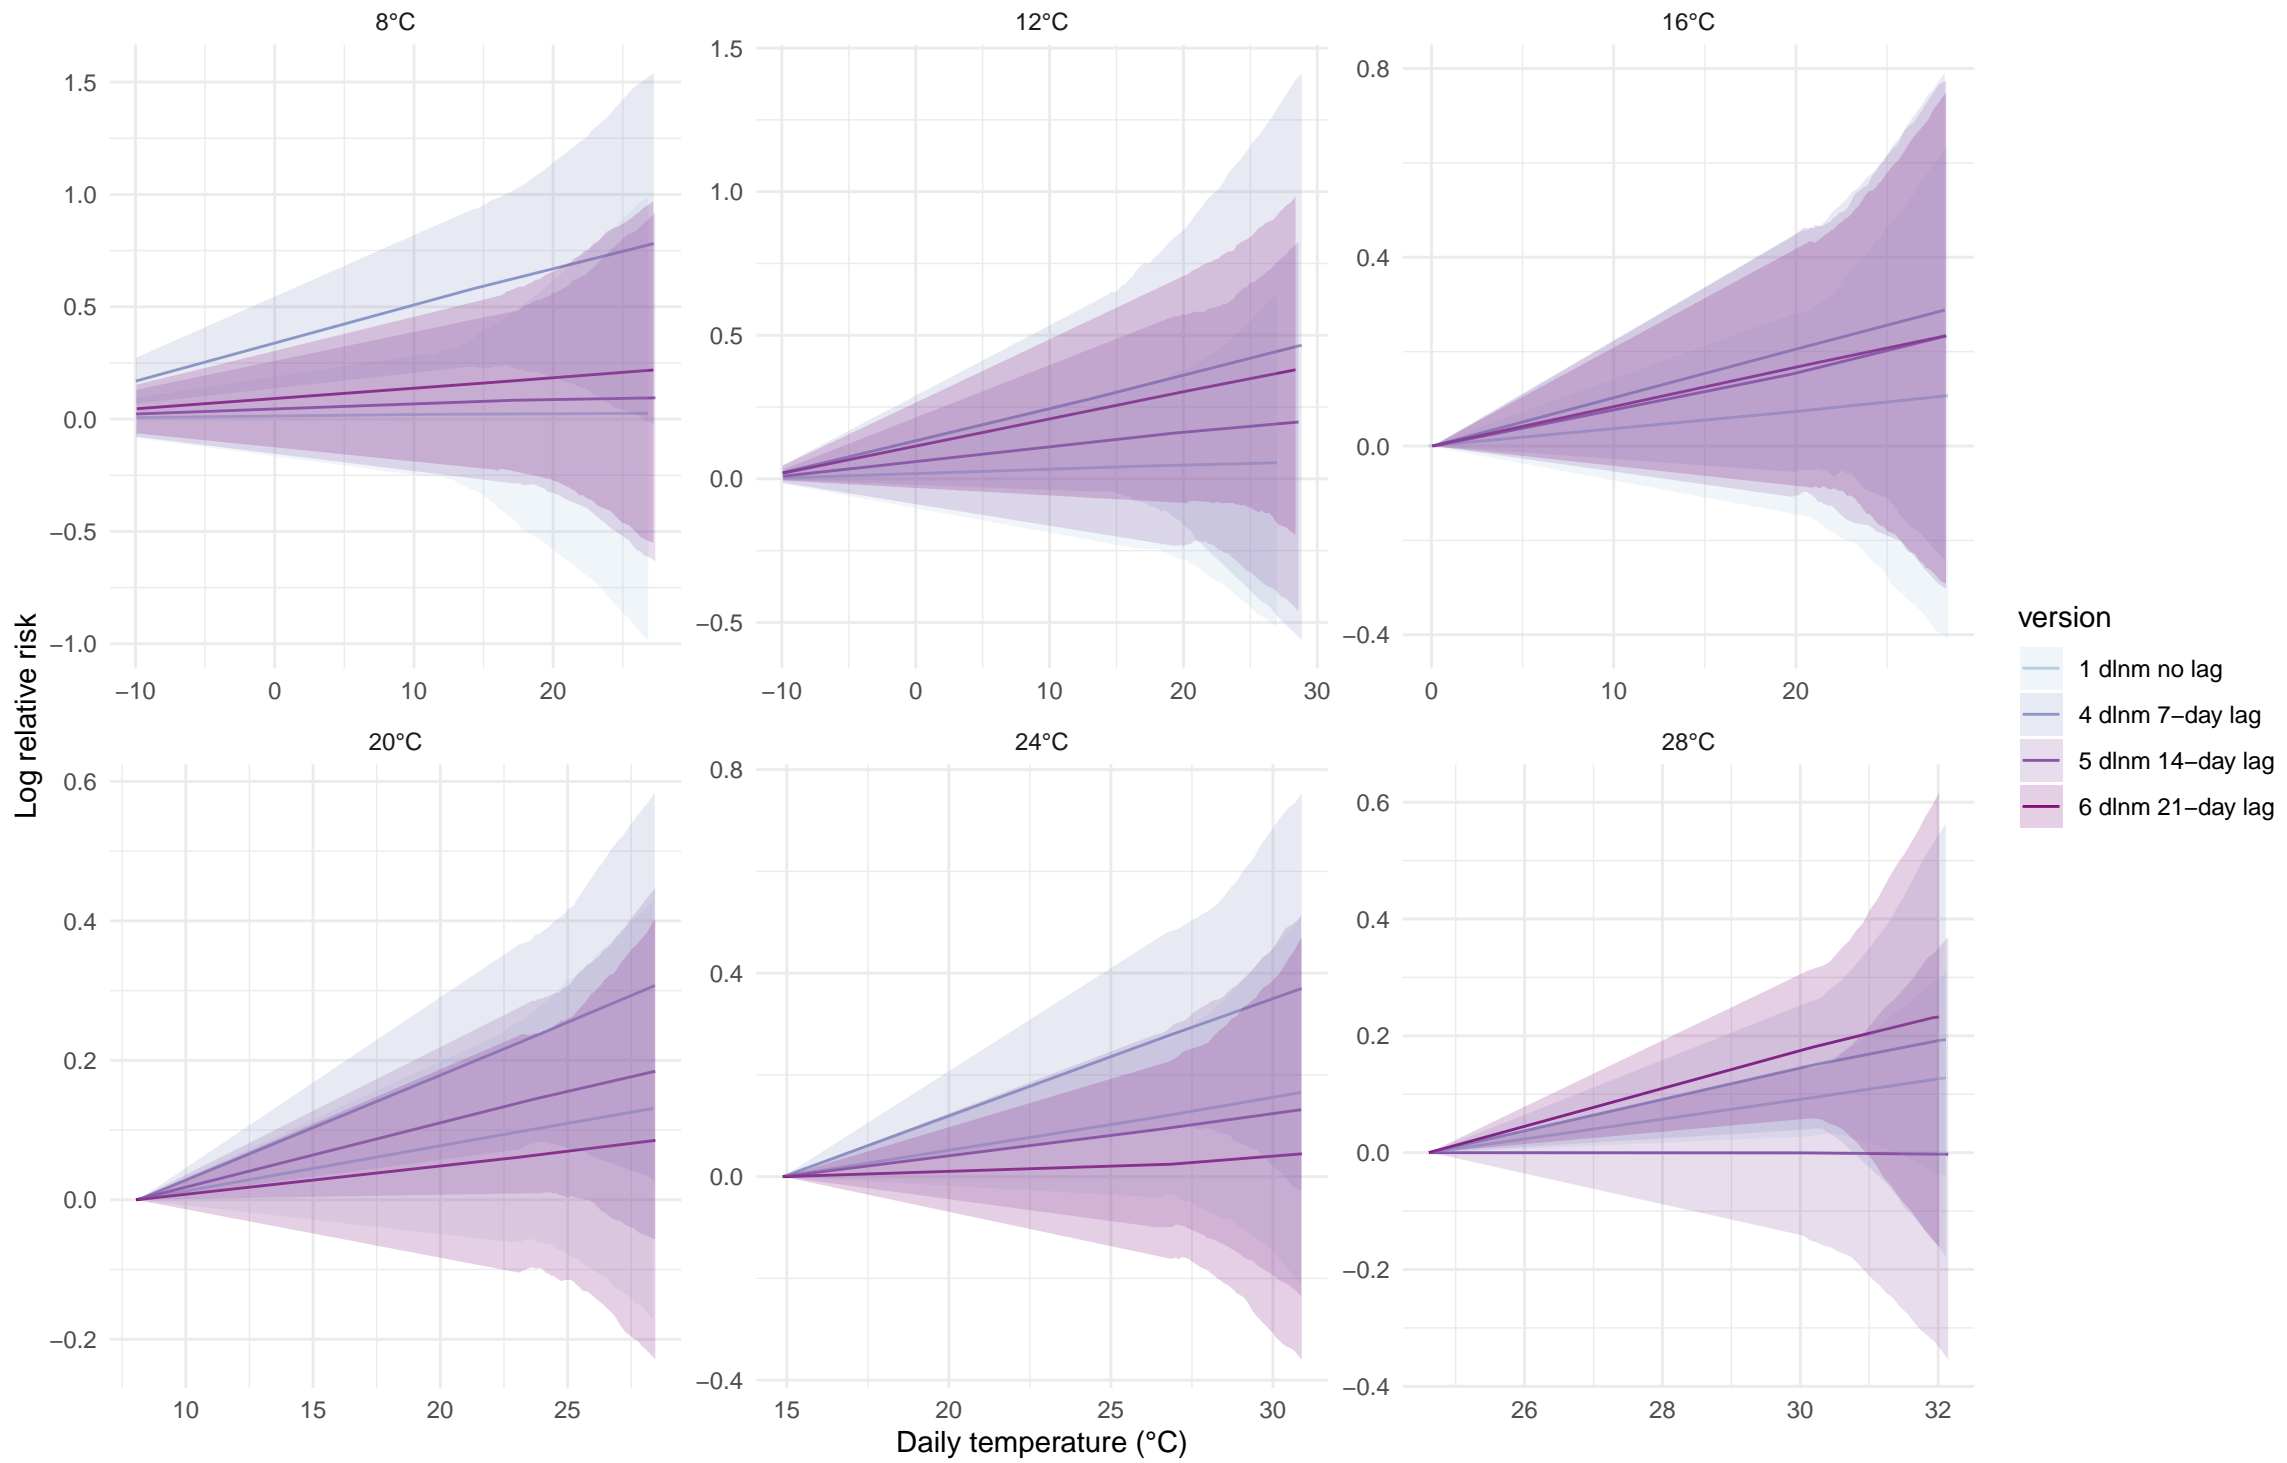 8°C
12°C
16°C
1.5
1.0
0.5
0.0
−0.5
−1.0
−10 0 10 20
1.5
1.0
0.5
0.0
−0.5
−10 0 10 20 30
0.8
0.4
0.0
−0.4
0 10 20
20°C
24°C
28°C
0.6
0.4
0.2
0.0
−0.2
10 15 20 25
0.8
0.4
0.0
−0.4
15 20 25 30
0.6
0.4
0.2
0.0
−0.2
−0.4
26 28 30 32
Log relative risk
Daily temperature (°C)
version
1 dlnm no lag
4 dlnm 7−day lag
5 dlnm 14−day lag
6 dlnm 21−day lag